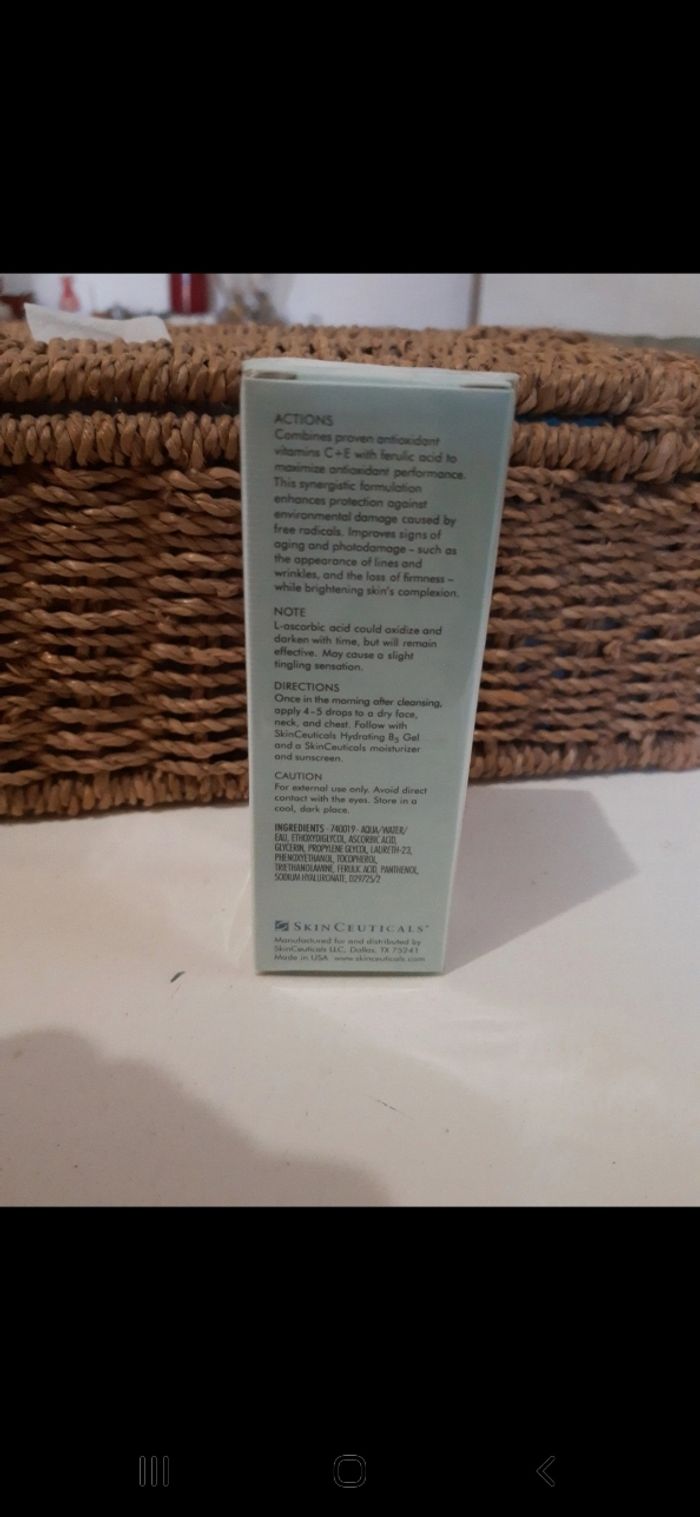 ACTIONS
Combines proven antioxidant
vitamins C+E with ferulic acid to
maximize antioxidant performance.
This synergistic formulation
enhances protection against
environmental damage caused by
free radicals. Improves signs of
aging and photodamage – such as
the appearance of lines and
wrinkles, and the loss of firmness –
while brightening skin's complexion.
NOTE
L-ascorbic acid could oxidize and
darken with time, but will remain
effective. May cause a slight
tingling sensation.
DIRECTIONS
Once in the morning after cleansing,
apply 4–5 drops to a dry face,
neck, and chest. Follow with
SkinCeuticals Hydrating B5 Gel
and a SkinCeuticals moisturizer
and sunscreen.
CAUTION
For external use only. Avoid direct
contact with the eyes. Store in a
cool, dark place.
INGREDIENTS - 740019 - AQUA/WATER/
EAU, ETHOXYDIGLYCOL, ASCORBIC ACID,
GLYCERIN, PROPYLENE GLYCOL, LAURETH-23,
PHENOXYETHANOL, TOCOPHEROL,
TRIETHANOLAMINE, FERULIC ACID, PANTHENOL,
SODIUM HYALURONATE, D29725/2
SKINCEUTICALS
Manufactured for and distributed by
SkinCeuticals LLC, Dallas, TX 75241
Made in USA www.skinceuticals.com